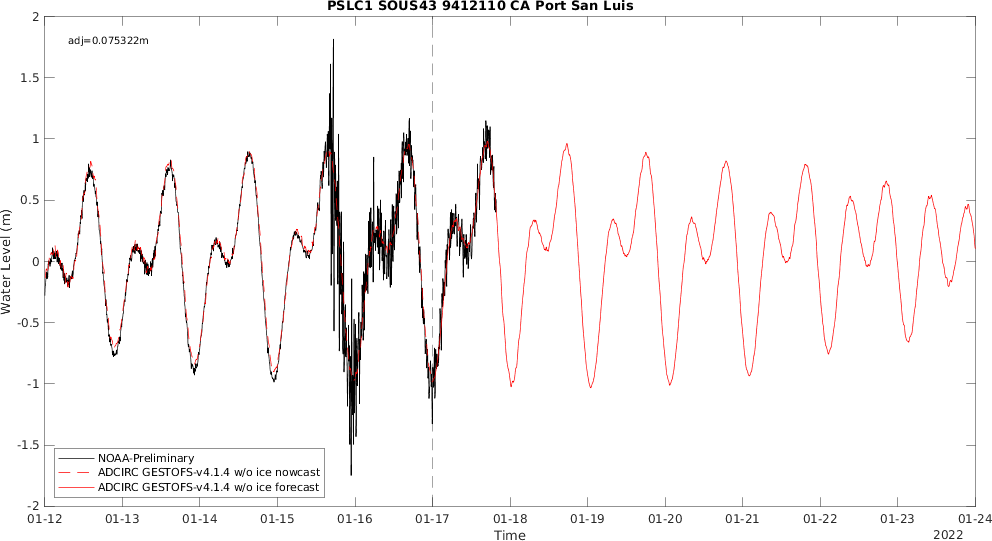 PSLC1 SOUS43 9412110 CA Port San Luis
adj=0.075322m
2
1.5
1
0.5
0
-0.5
-1
-1.5
-2
Water Level (m)
NOAA-Preliminary
ADCIRC GESTOFS-v4.1.4 w/o ice nowcast
ADCIRC GESTOFS-v4.1.4 w/o ice forecast
01-12 01-13 01-14 01-15 01-16 01-17 01-18 01-19 01-20 01-21 01-22 01-23 01-24
Time
2022